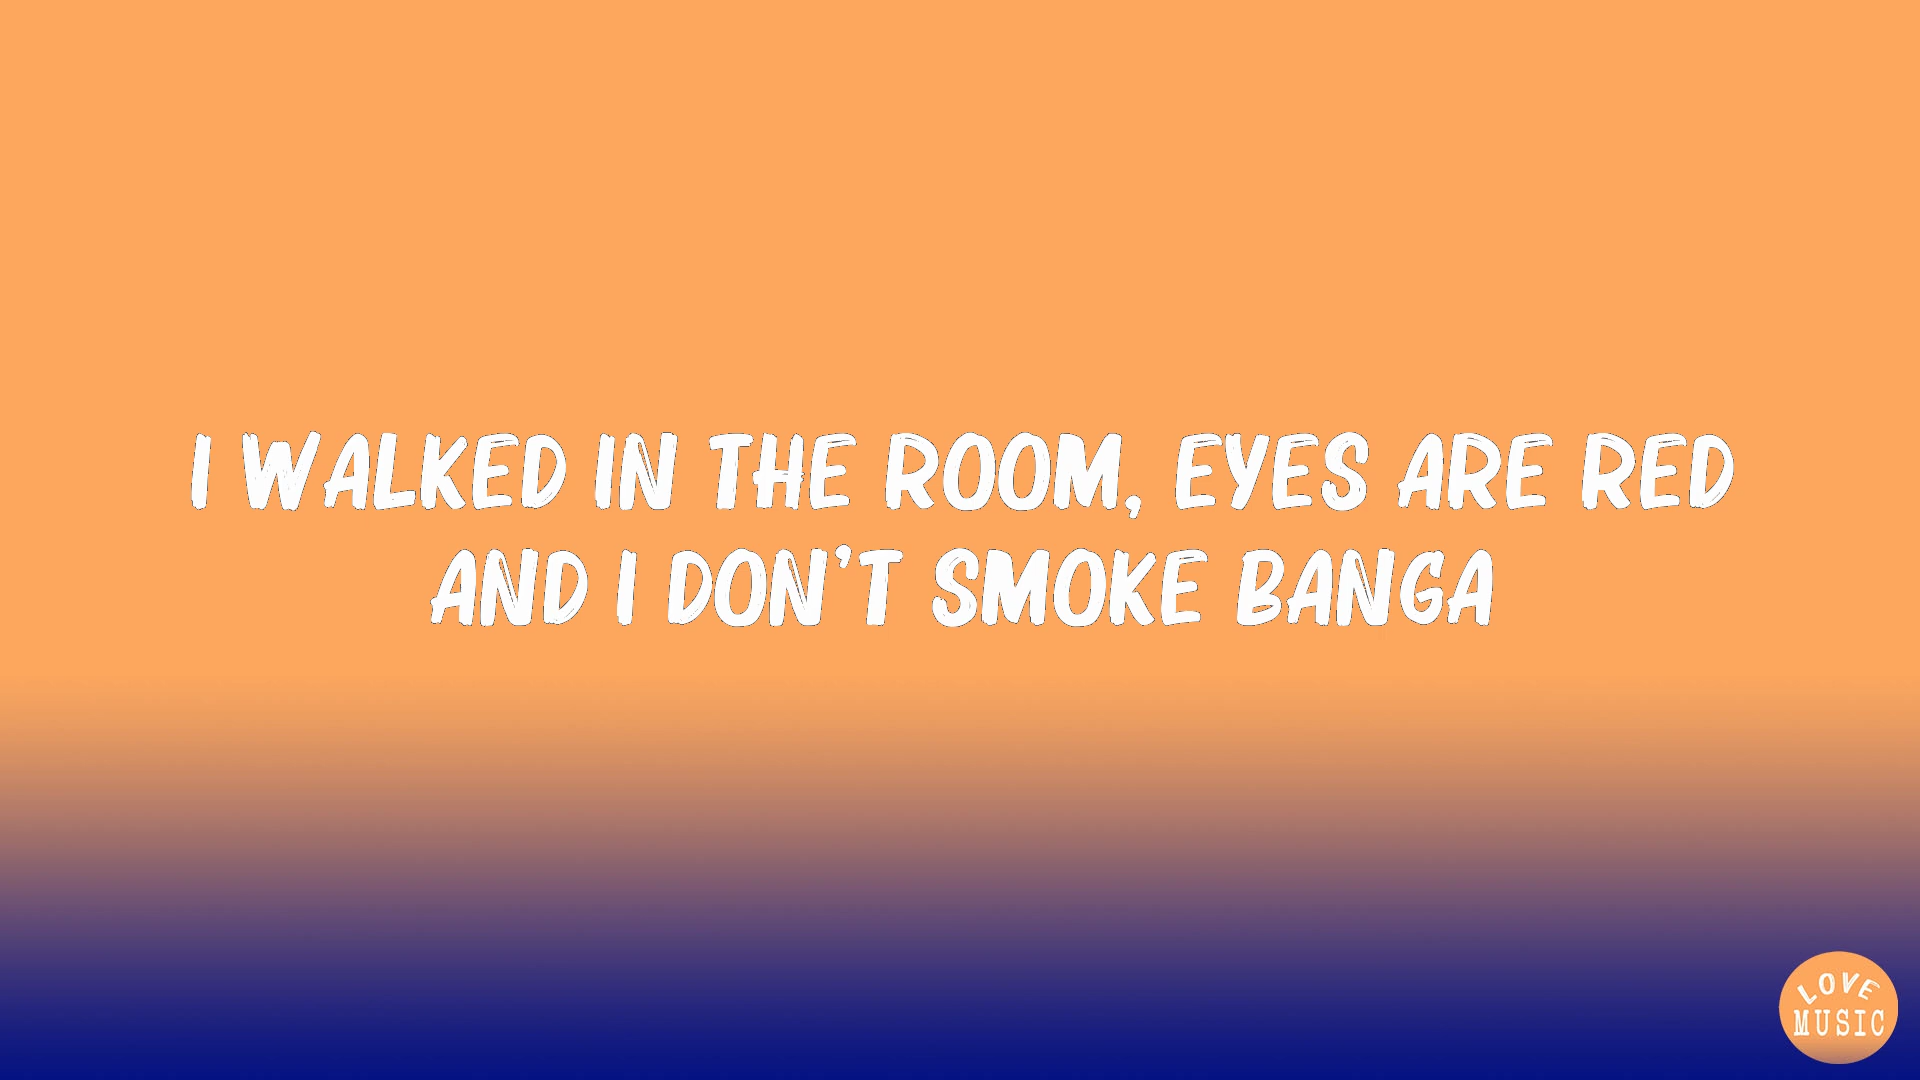 I WALKED IN THE ROOM, EYES ARE RED
AND I DON'T SMOKE BANGA
LOVE
MUSIC